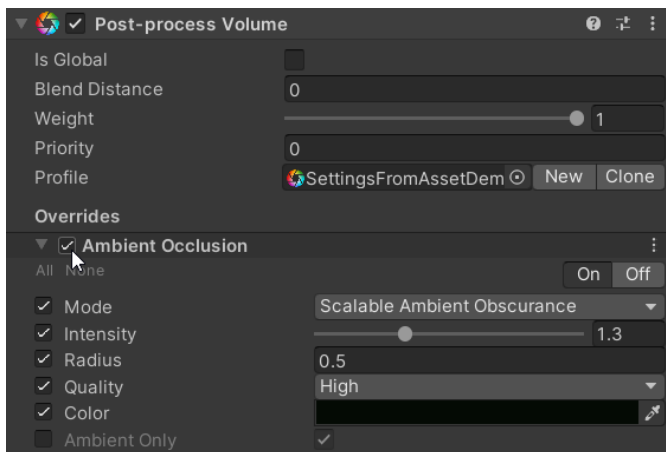 Post-process Volume
Is Global
Blend Distance 0
Weight 1
Priority 0
Profile SettingsFromAssetDem New Clone
Overrides
Ambient Occlusion
All None On Off
Mode Scalable Ambient Obscurance
Intensity 1.3
Radius 0.5
Quality High
Color
Ambient Only